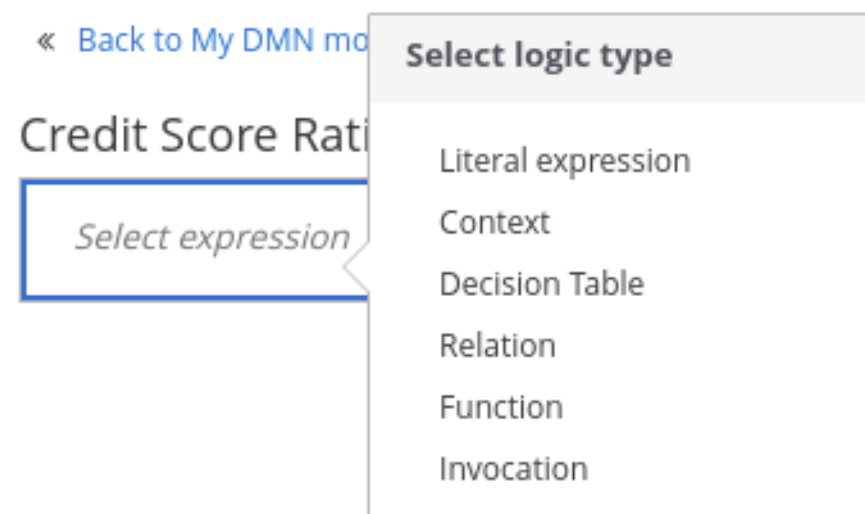 « Back to My DMN mo
Select logic type
Credit Score Rati
Select expression
Literal expression
Context
Decision Table
Relation
Function
Invocation